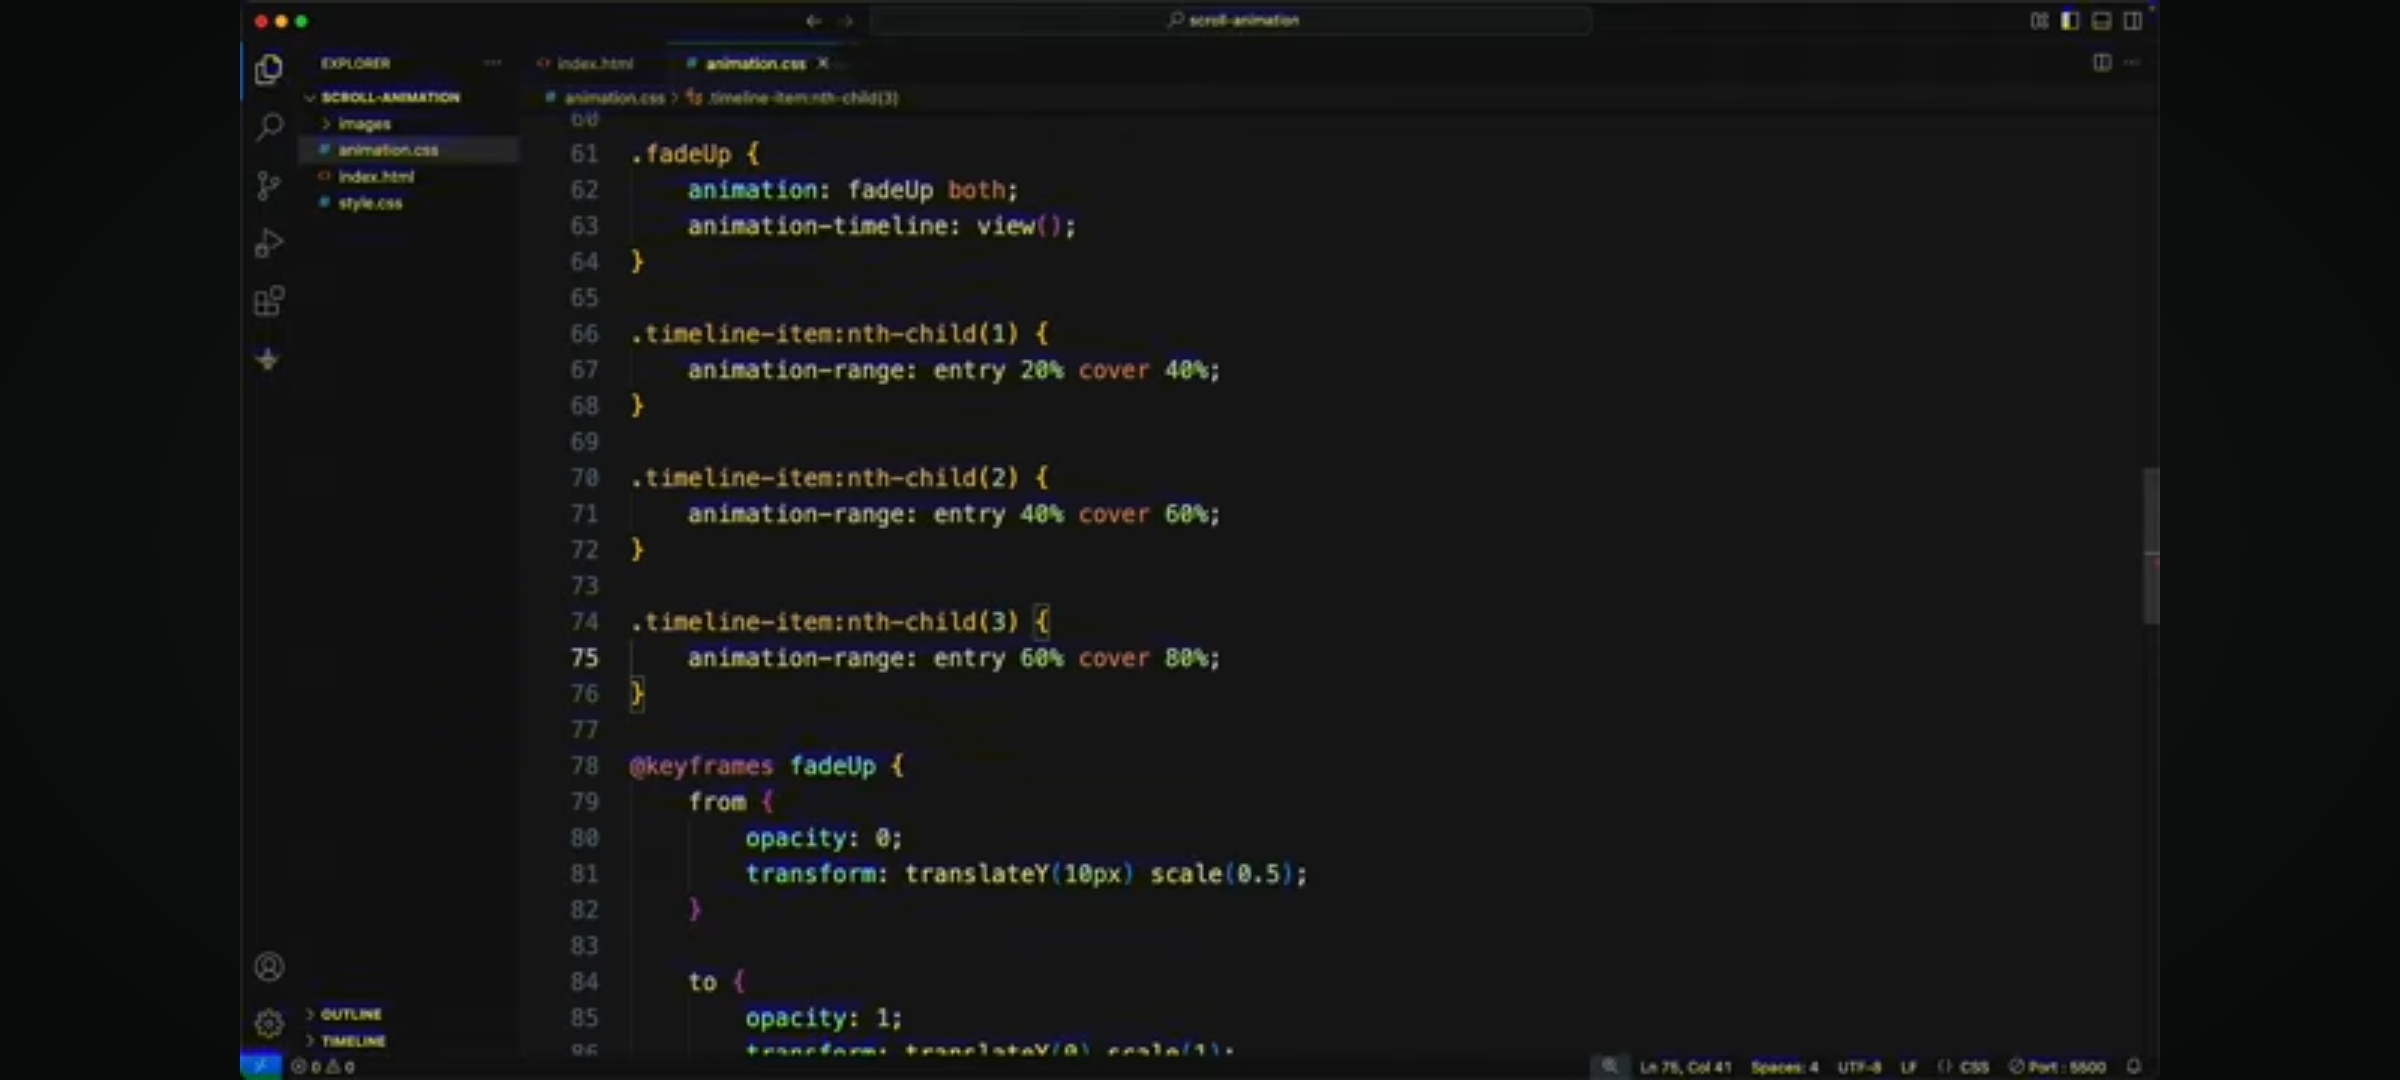 scroll-animation
EXPLORER
index.html
animation.css
SCROLL-ANIMATION
animation.css > .timeline-item:nth-child(3)
images
animation.css
index.html
style.css
60
61 .fadeUp {
62 animation: fadeUp both;
63 animation-timeline: view();
64 }
65
66 .timeline-item:nth-child(1) {
67 animation-range: entry 20% cover 40%;
68 }
69
70 .timeline-item:nth-child(2) {
71 animation-range: entry 40% cover 60%;
72 }
73
74 .timeline-item:nth-child(3) {
75 animation-range: entry 60% cover 80%;
76 }
77
78 @keyframes fadeUp {
79 from {
80 opacity: 0;
81 transform: translateY(10px) scale(0.5);
82 }
83
84 to {
85 opacity: 1;
86 transform: translateY(0) scale(1);
OUTLINE
TIMELINE
0 0
Ln 75, Col 41 Spaces: 4 UTF-8 LF {} CSS Port : 5500